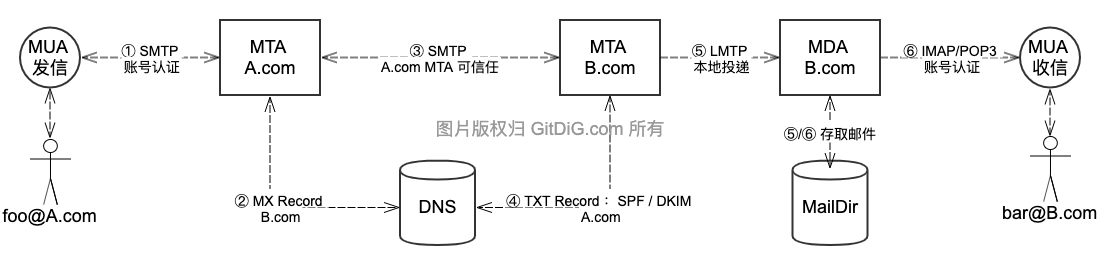 MUA
发信
① SMTP
账号认证
MTA
A.com
③ SMTP
A.com MTA 可信任
MTA
B.com
⑤ LMTP
本地投递
MDA
B.com
⑥ IMAP/POP3
账号认证
MUA
收信
图片版权归 GitDiG.com 所有
⑤/⑥ 存取邮件
foo@A.com
② MX Record
B.com
DNS
④ TXT Record： SPF / DKIM
A.com
MailDir
bar@B.com